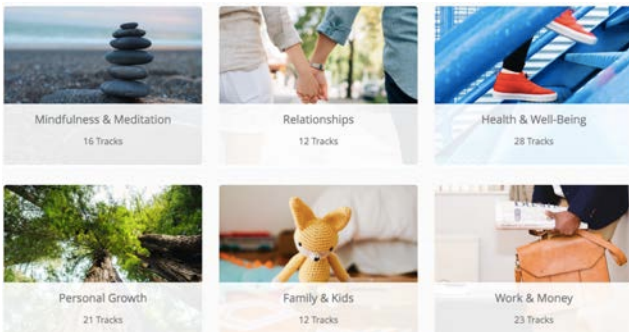 Mindfulness & Meditation
16 Tracks
Relationships
12 Tracks
Health & Well-Being
28 Tracks
Personal Growth
21 Tracks
Family & Kids
12 Tracks
Work & Money
23 Tracks